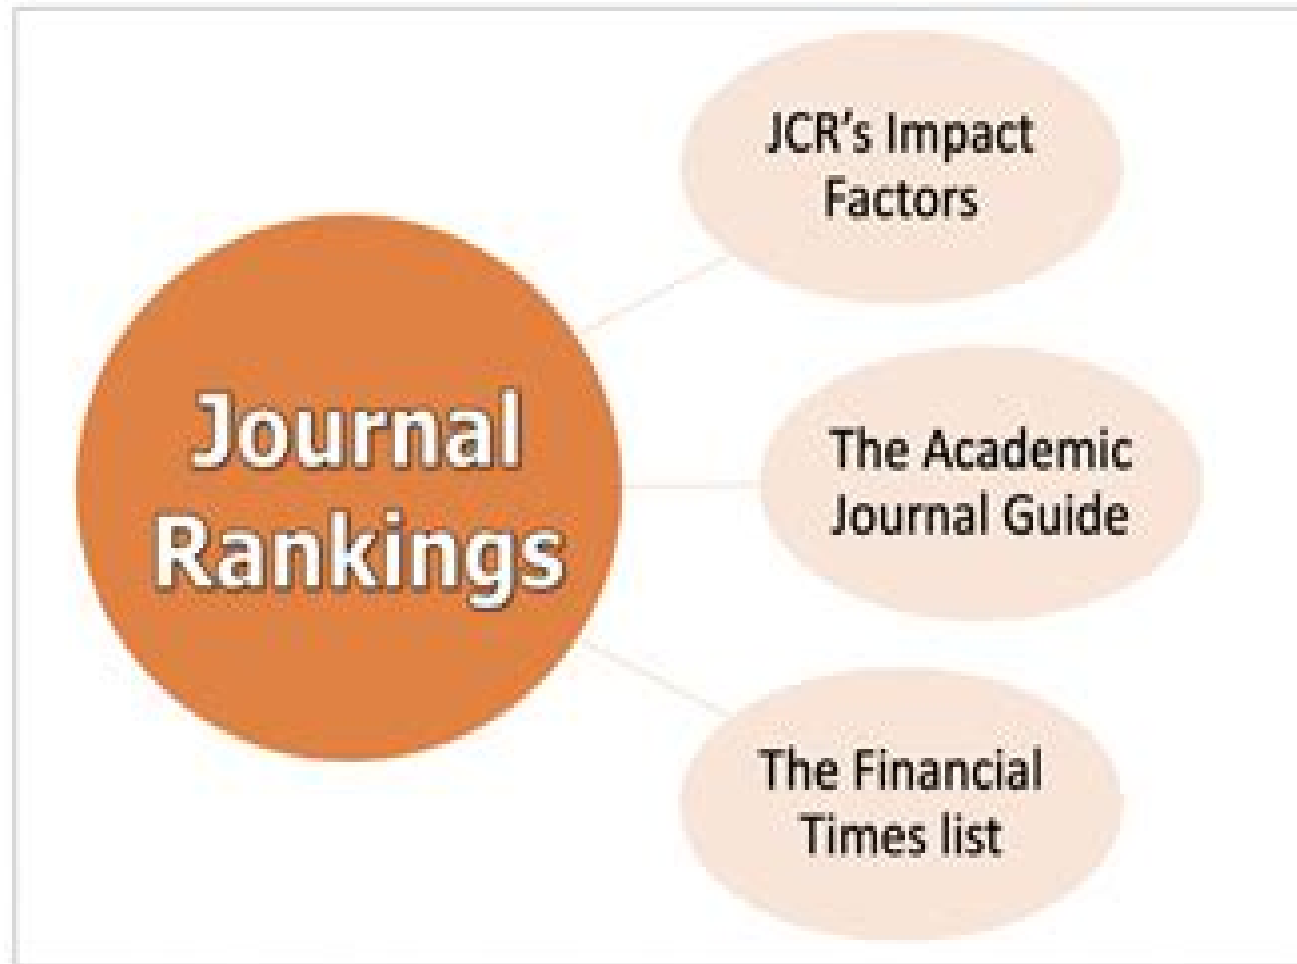 Journal
Rankings
JCR's Impact
Factors
The Academic
Journal Guide
The Financial
Times list